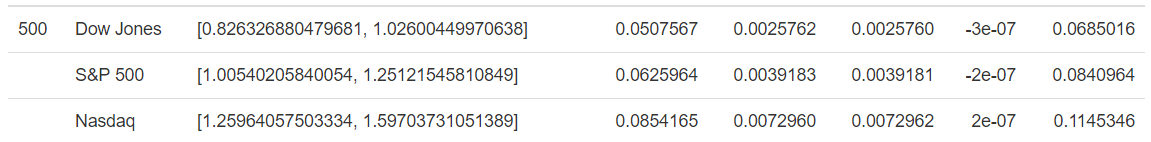 500 Dow Jones [0.826326880479681, 1.02600449970638] 0.0507567 0.0025762 0.0025760 -3e-07 0.0685016
S&P 500 [1.00540205840054, 1.25121545810849] 0.0625964 0.0039183 0.0039181 -2e-07 0.0840964
Nasdaq [1.25964057503334, 1.59703731051389] 0.0854165 0.0072960 0.0072962 2e-07 0.1145346